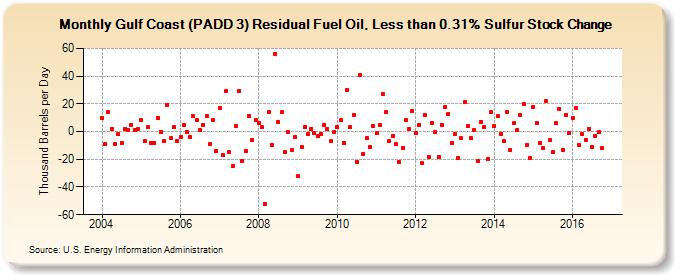 Monthly Gulf Coast (PADD 3) Residual Fuel Oil, Less than 0.31% Sulfur Stock Change
Thousand Barrels per Day
60
40
20
0
-20
-40
-60
2004 2006 2008 2010 2012 2014 2016
Source: U.S. Energy Information Administration